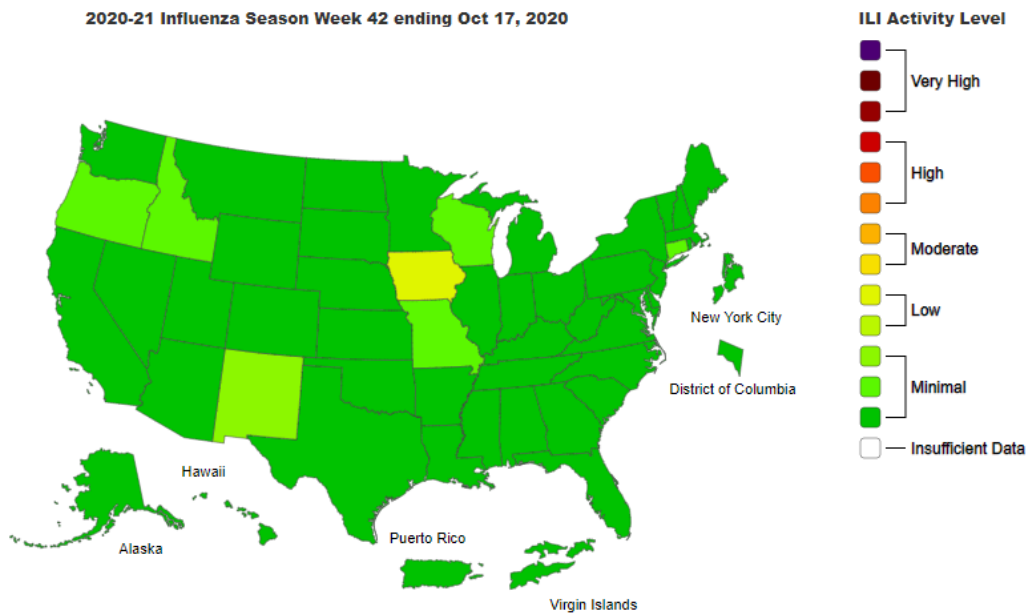 2020-21 Influenza Season Week 42 ending Oct 17, 2020
ILI Activity Level
Very High
High
Moderate
Low
Minimal
Insufficient Data
New York City
District of Columbia
Hawaii
Alaska
Puerto Rico
Virgin Islands